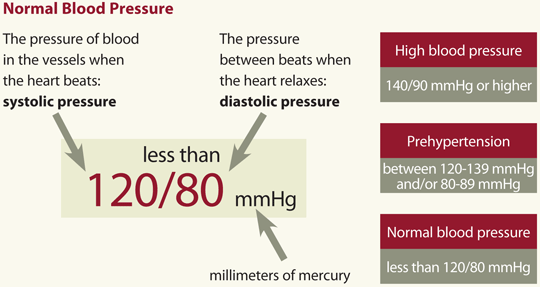 Normal Blood Pressure
The pressure of blood
in the vessels when
the heart beats:
systolic pressure
The pressure
between beats when
the heart relaxes:
diastolic pressure
less than
120/80 mmHg
millimeters of mercury
High blood pressure
140/90 mmHg or higher
Prehypertension
between 120-139 mmHg
and/or 80-89 mmHg
Normal blood pressure
less than 120/80 mmHg